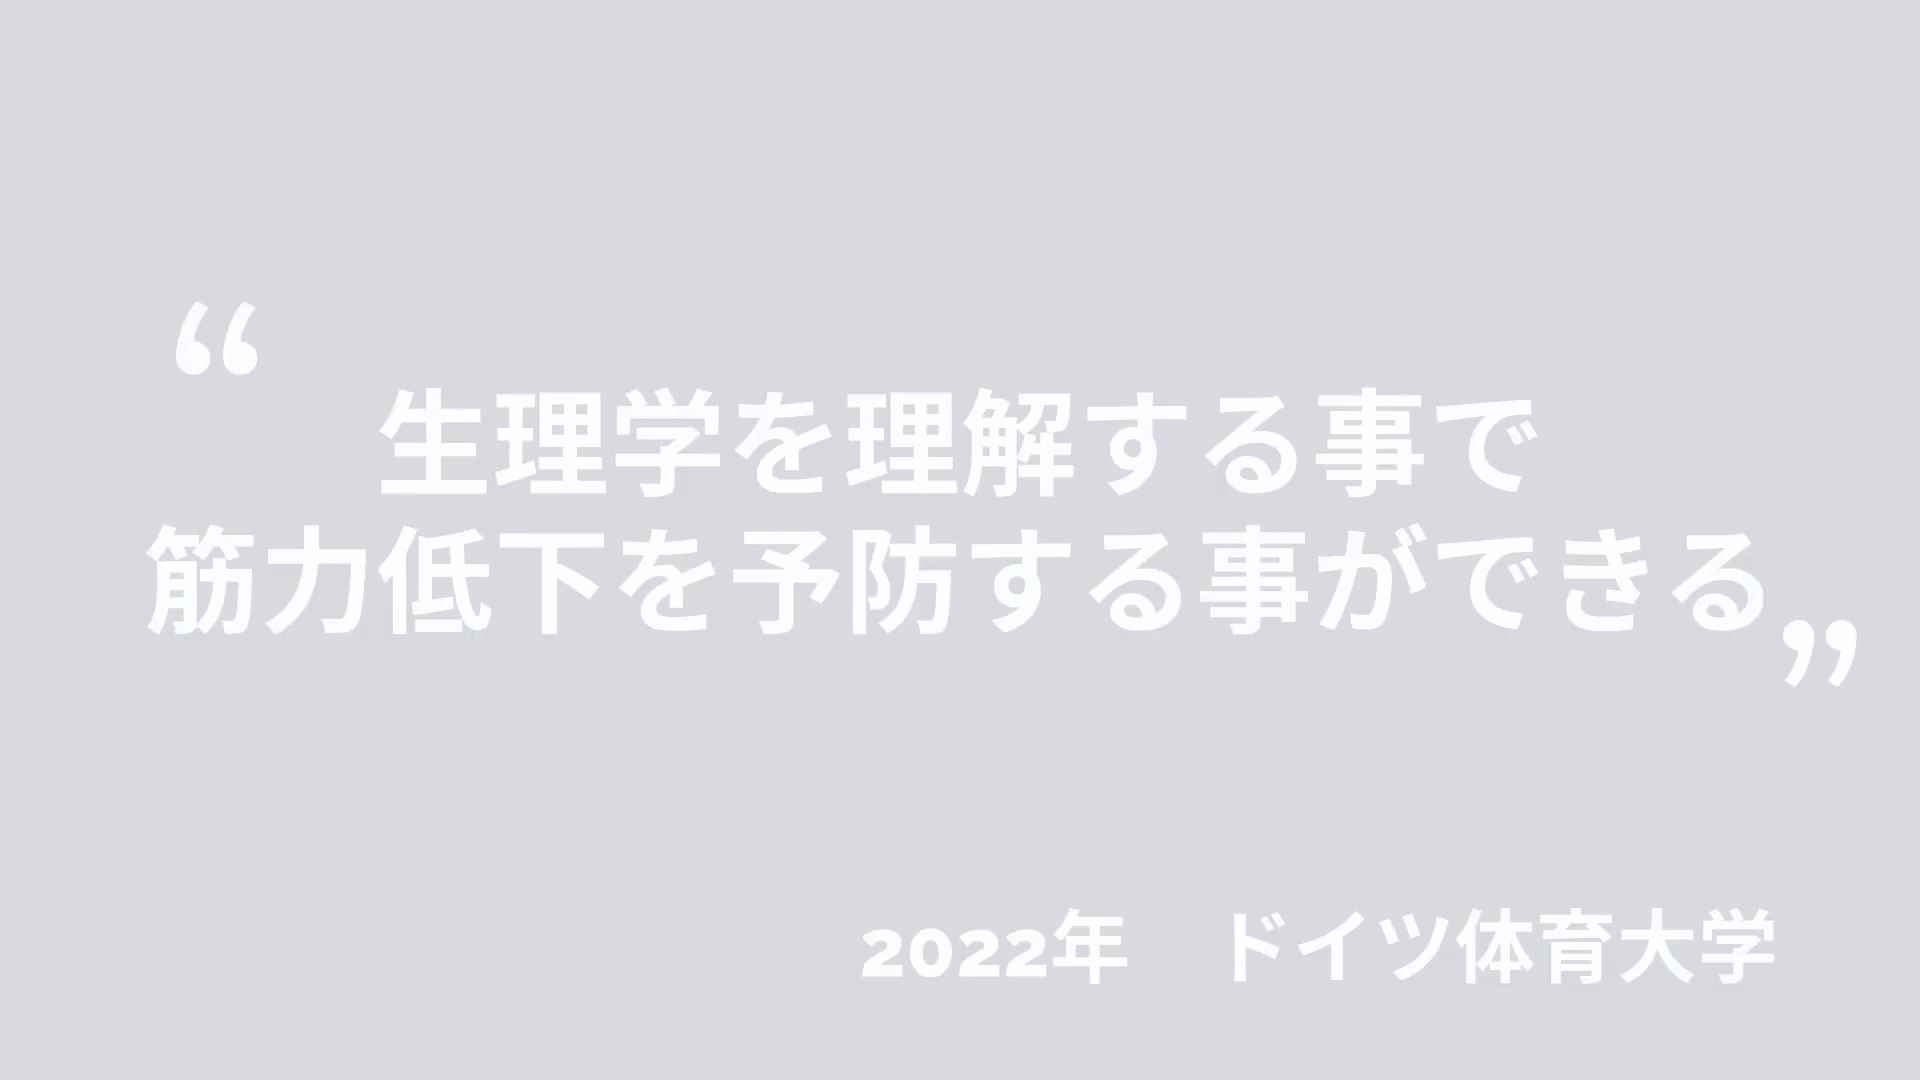 “
生理学を理解する事で
筋力低下を予防する事ができる
”
2022年　ドイツ体育大学